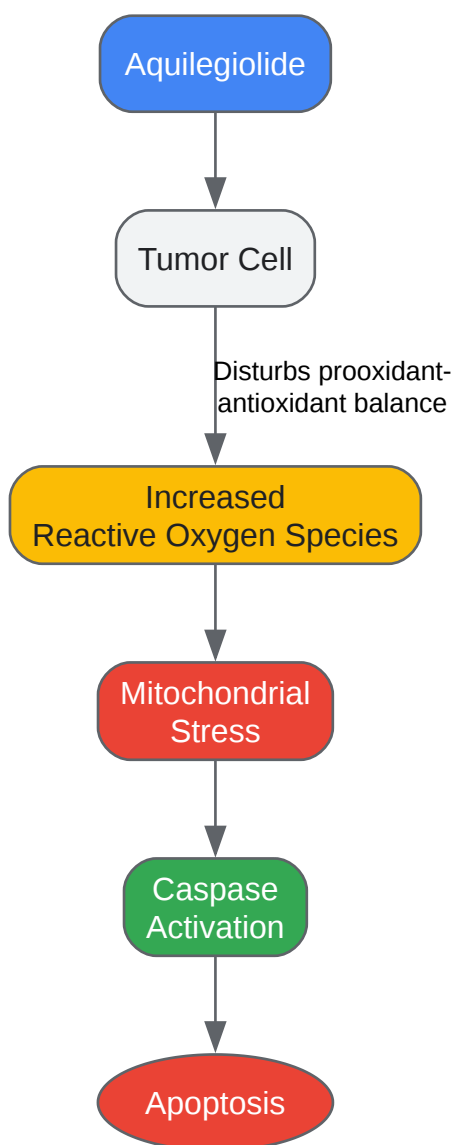 Aquilegiolide
Tumor Cell
Disturbs prooxidant-
antioxidant balance
Increased
Reactive Oxygen Species
Mitochondrial
Stress
Caspase
Activation
Apoptosis